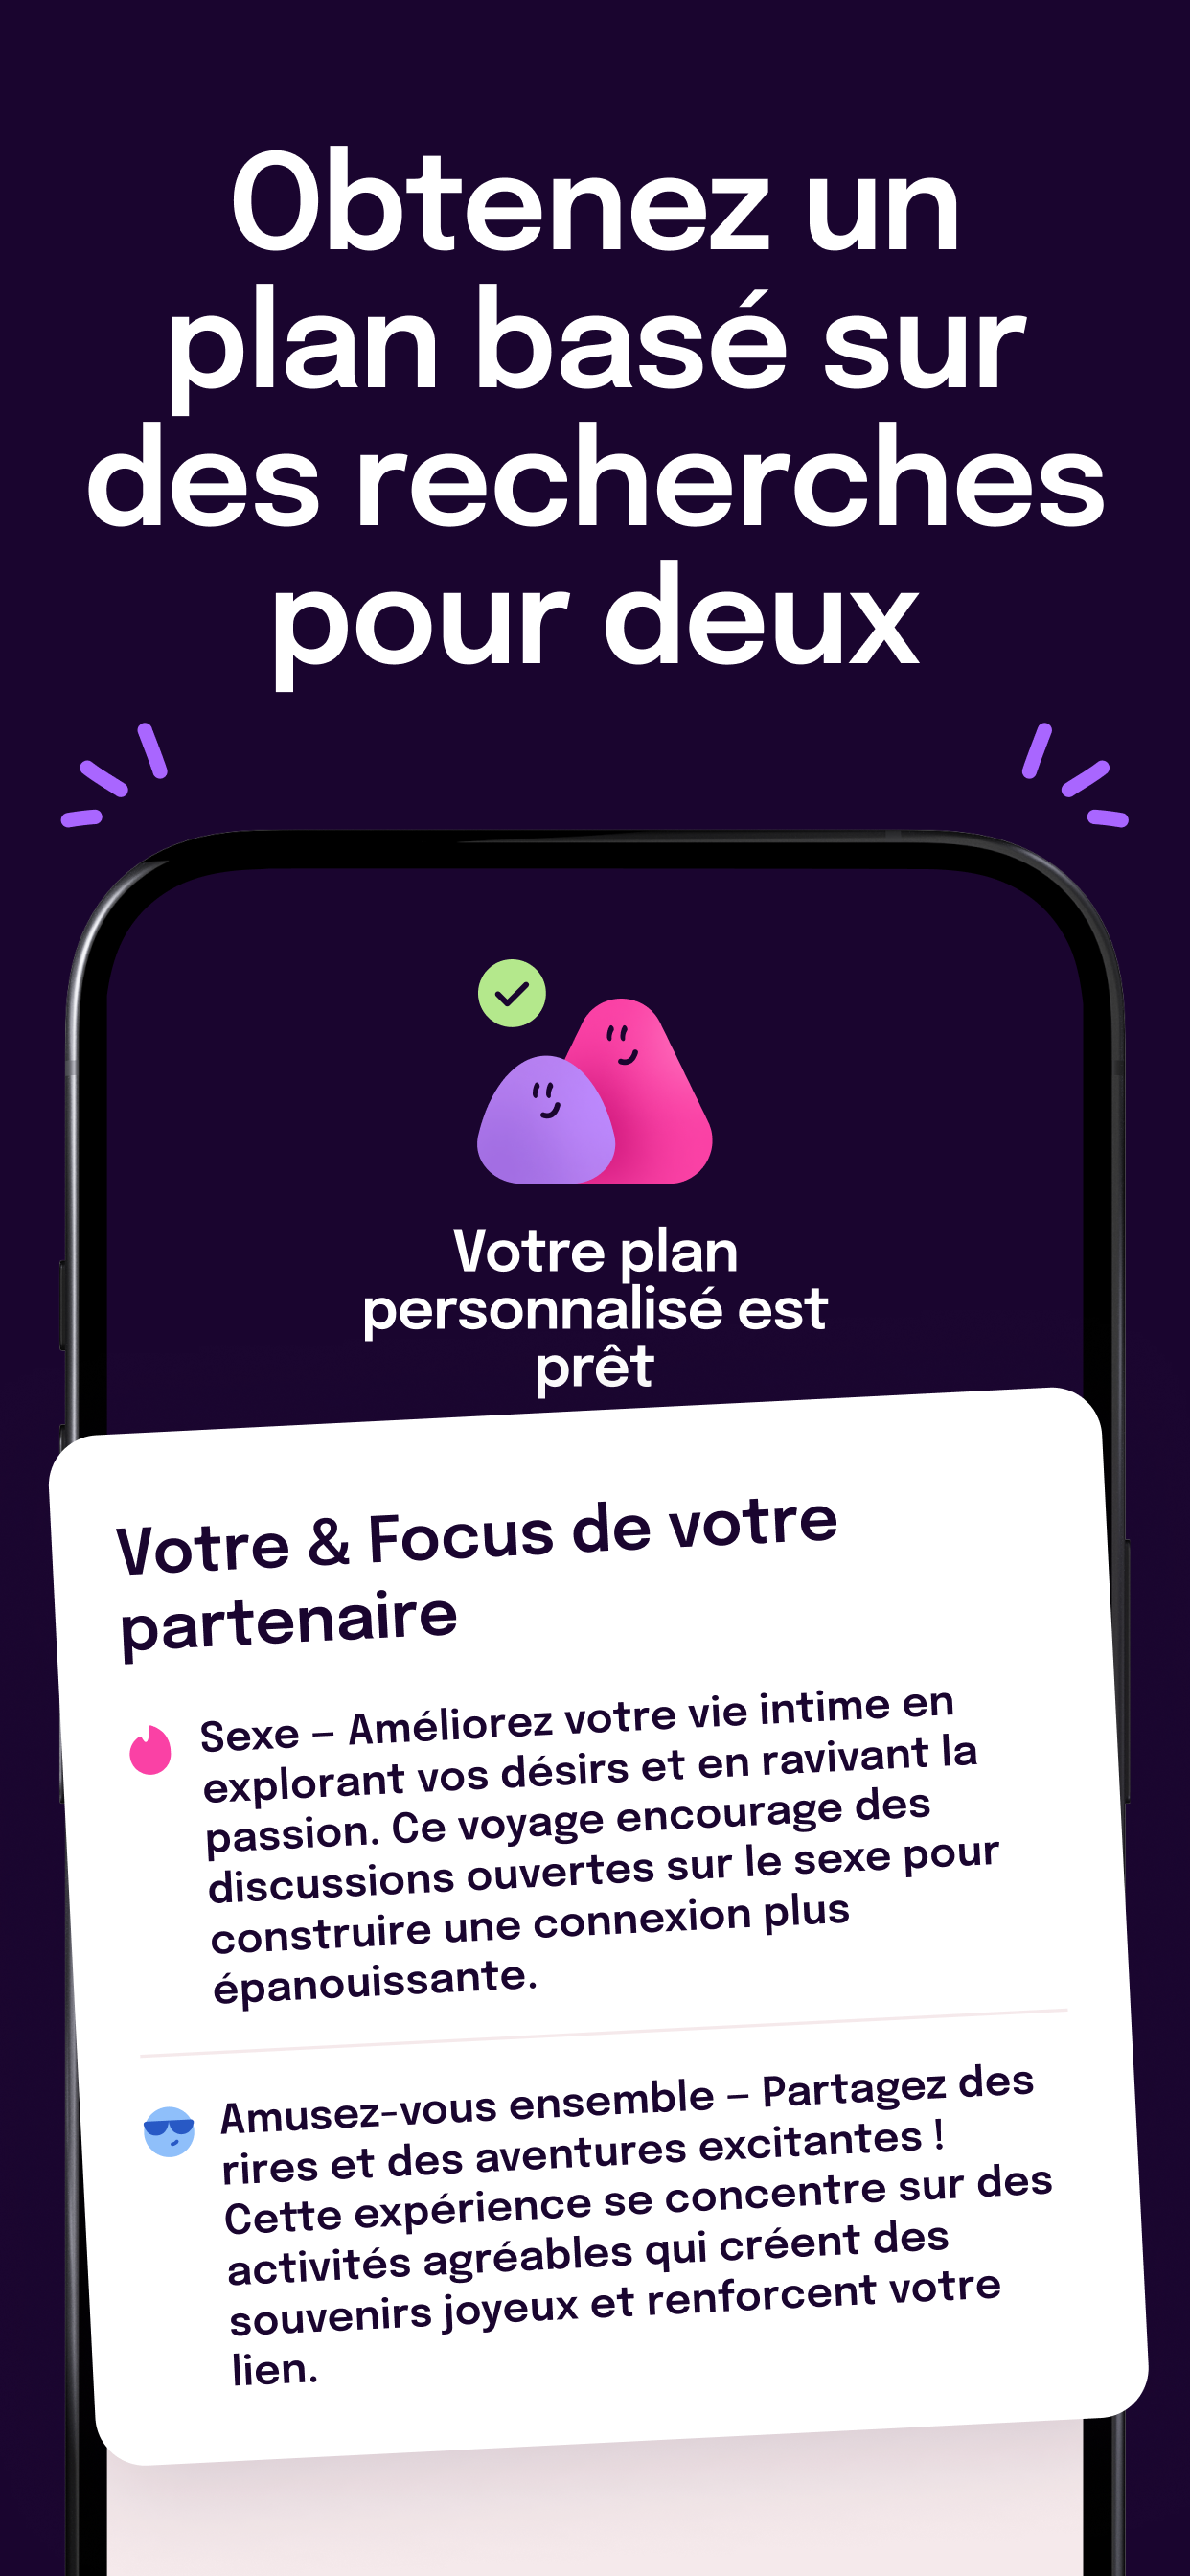 Obtenez un
plan basé sur
des recherches
pour deux
Votre plan
personnalisé est
prêt
Votre & Focus de votre
partenaire
Sexe – Améliorez votre vie intime en
explorant vos désirs et en ravivant la
passion. Ce voyage encourage des
discussions ouvertes sur le sexe pour
construire une connexion plus
épanouissante.
Amusez-vous ensemble – Partagez des
rires et des aventures excitantes !
Cette expérience se concentre sur des
activités agréables qui créent des
souvenirs joyeux et renforcent votre
lien.